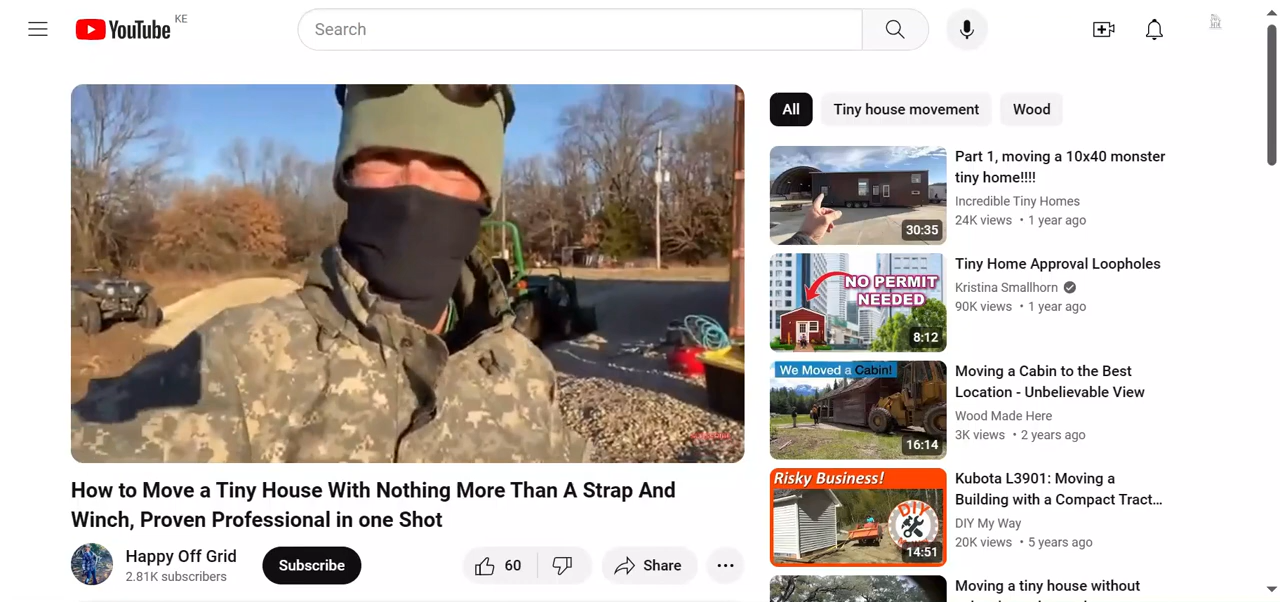 YouTube KE
Search
All
Tiny house movement
Wood
Part 1, moving a 10x40 monster
tiny home!!!!
Incredible Tiny Homes
24K views • 1 year ago
30:35
NO PERMIT
NEEDED
8:12
Tiny Home Approval Loopholes
Kristina Smallhorn
90K views • 1 year ago
We Moved a Cabin!
16:14
Moving a Cabin to the Best
Location - Unbelievable View
Wood Made Here
3K views • 2 years ago
Risky Business!
DIY
14:51
Kubota L3901: Moving a
Building with a Compact Tract…
DIY My Way
20K views • 5 years ago
Moving a tiny house without
How to Move a Tiny House With Nothing More Than A Strap And
Winch, Proven Professional in one Shot
Happy Off Grid
2.81K subscribers
Subscribe
60
Share